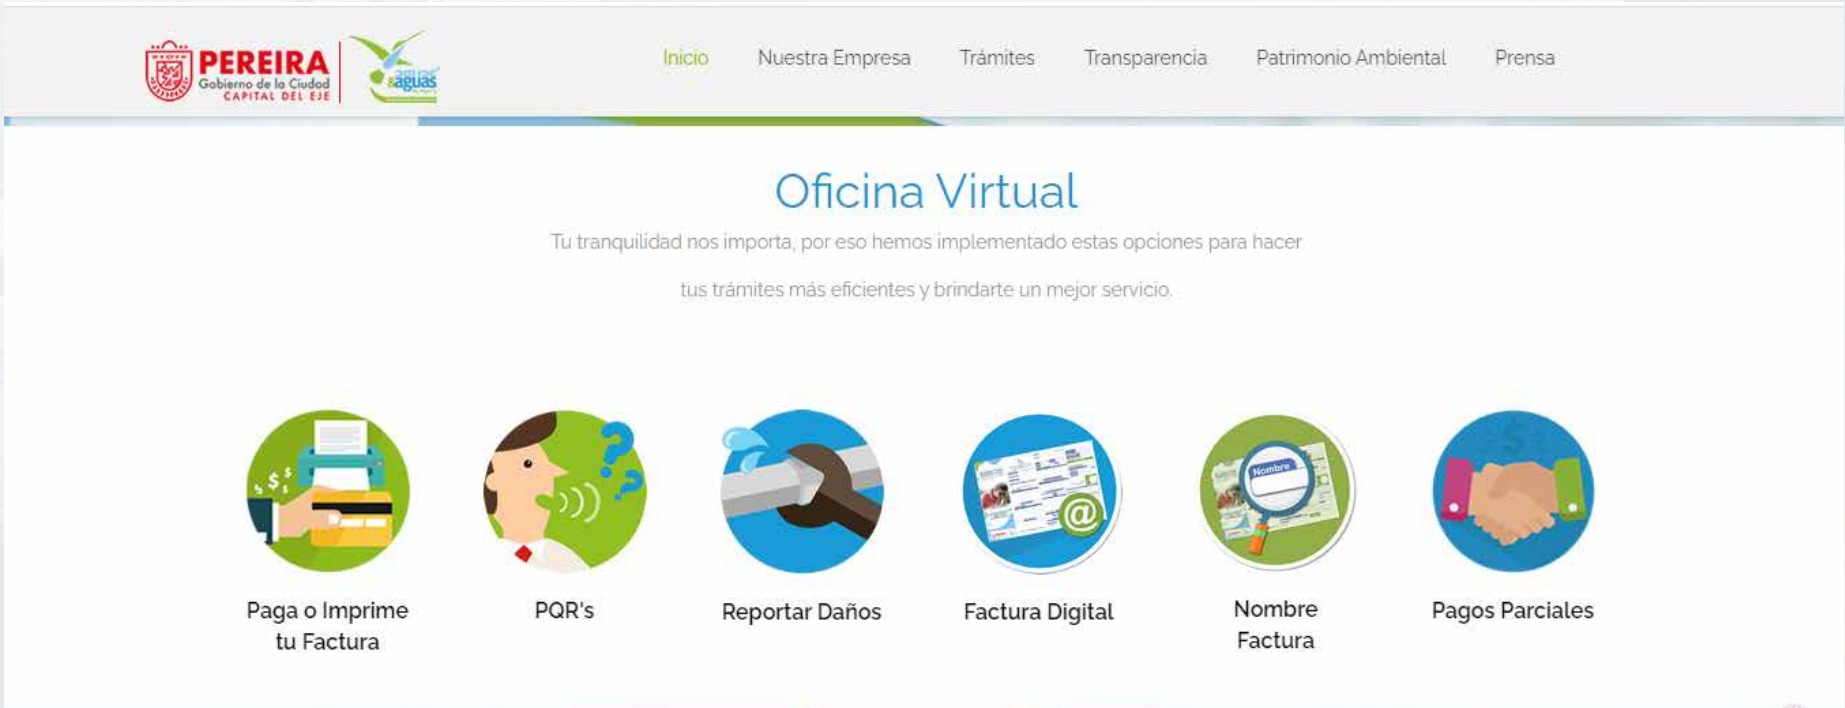 PEREIRA
Gobierno de la Ciudad
CAPITAL DEL EJE
&aguas
Inicio
Nuestra Empresa
Trámites
Transparencia
Patrimonio Ambiental
Prensa
Oficina Virtual
Tu tranquilidad nos importa, por eso hemos implementado estas opciones para hacer
tus trámites más eficientes y brindarte un mejor servicio.
Nombre
Paga o Imprime
tu Factura
PQR's
Reportar Daños
Factura Digital
Nombre
Factura
Pagos Parciales